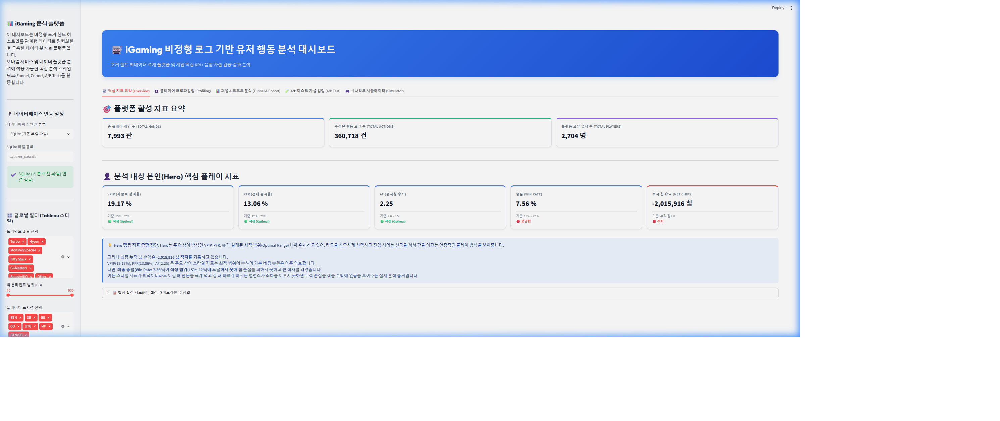 Deploy
iGaming 분석 플랫폼
이 대시보드는 비정형 포커 핸드 히
스토리를 관계형 데이터로 정형화한
후 구축한 데이터 분석 BI 플랫폼입
니다.
모바일 서비스 및 데이터 플랫폼 분
석에 적용 가능한 핵심 분석 프레임
워크(Funnel, Cohort, A/B Test)를 실
증합니다.
데이터베이스 연동 설정
데이터베이스 엔진 선택
SQLite (기본 로컬 파일)
SQLite 파일 경로
../poker_data.db
SQLite (기본 로컬 파일) 연
결 성공!
글로벌 필터 (Tableau 스타
일)
토너먼트 종류 선택
Turbo × Hyper ×
Monster/Special ×
Fifty Stack ×
GGMasters ×
Bounty/KO × Other ×
빅 블라인드 범위 (BB)
40 900
플레이어 포지션 선택
BTN × SB × BB ×
CO × UTG × MP ×
BTN/SB ×
iGaming 비정형 로그 기반 유저 행동 분석 대시보드
포커 핸드 빅데이터 적재 플랫폼 및 게임 핵심 KPI / 실험 가설 검증 결과 분석
핵심 지표 요약 (Overview) 플레이어 프로파일링 (Profiling) 퍼널 & 코호트 분석 (Funnel & Cohort) A/B 테스트 가설 검정 (A/B Test) 시나리오 시뮬레이터 (Simulator)
플랫폼 활성 지표 요약
총 플레이 게임 수 (TOTAL HANDS)
7,993 판
수집된 행동 로그 수 (TOTAL ACTIONS)
360,718 건
플랫폼 고유 유저 수 (TOTAL PLAYERS)
2,704 명
분석 대상 본인(Hero) 핵심 플레이 지표
VPIP (자발적 참여율)
19.17 %
기준: 15% ~ 25%
적정 (Optimal)
PFR (선제 공격율)
13.06 %
기준: 12% ~ 20%
적정 (Optimal)
AF (공격성 수치)
2.25
기준: 2.0 ~ 3.5
적정 (Optimal)
승률 (WIN RATE)
7.56 %
기준: 15% ~ 22%
불균형
누적 칩 손익 (NET CHIPS)
-2,015,916 칩
기준: 누적 칩 > 0
적자
Hero 행동 지표 종합 진단: Hero는 주요 참여 방식인 VPIP, PFR, AF가 설계된 최적 범위(Optimal Range) 내에 위치하고 있어, 카드를 신중하게 선택하고 진입 시에는 선공을 쳐서 판을 이끄는 안정적인 플레이 방식을 보여줍니다.
그러나 최종 누적 칩 손익은 -2,015,916 칩 적자를 기록하고 있습니다.
VPIP(19.17%), PFR(13.06%), AF(2.25) 등 주요 참여 스타일 지표는 최적 범위에 속하여 기본 베팅 습관은 아주 양호합니다.
다만, 최종 승률(Win Rate: 7.56%)이 적정 범위(15%~22%)에 도달하지 못해 칩 손실을 피하지 못하고 큰 적자를 겪었습니다.
이는 스타일 지표가 최적이더라도 이길 때 판돈을 크게 먹고 질 때 빠르게 빠지는 밸런스가 조화를 이루지 못하면 누적 손실을 겪을 수밖에 없음을 보여주는 실제 분석 증거입니다.
핵심 활성 지표(KPI) 최적 가이드라인 및 정의